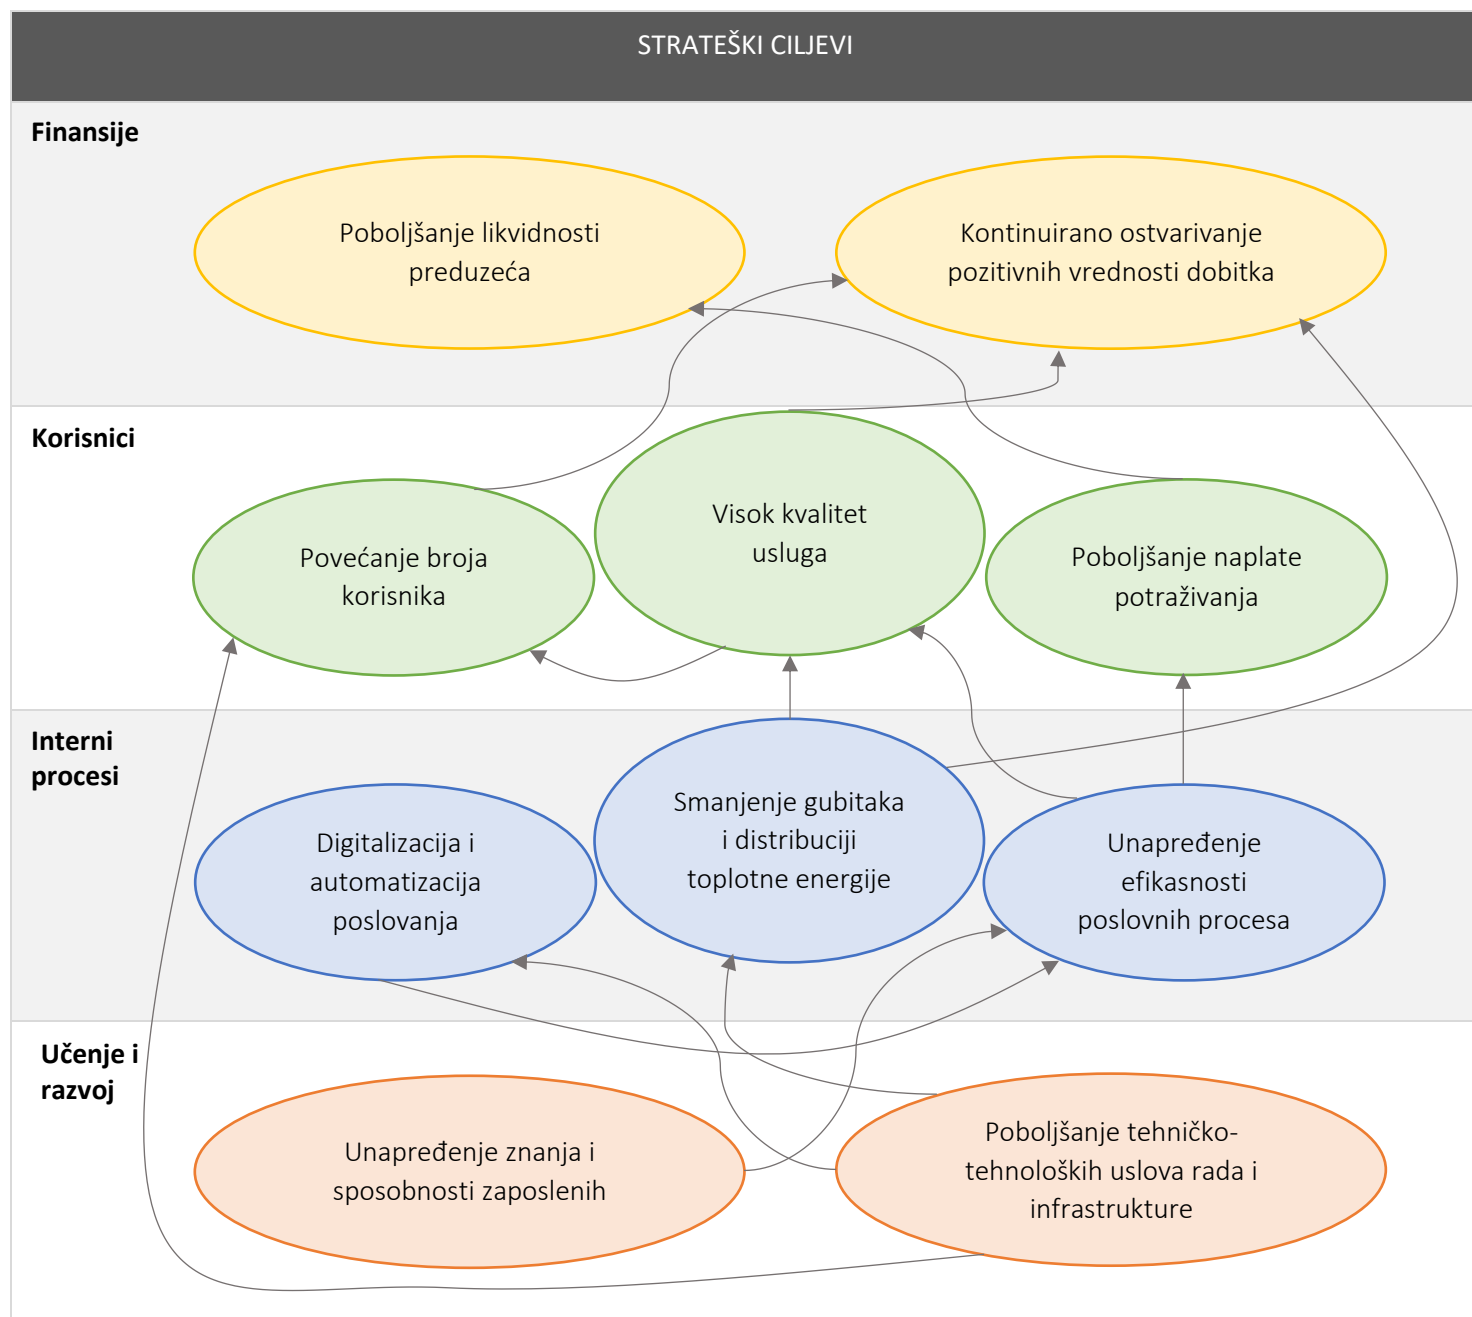 STRATEŠKI CILJEVI
Finansije
Poboljšanje likvidnosti
preduzeća
Kontinuirano ostvarivanje
pozitivnih vrednosti dobitka
Korisnici
Povećanje broja
korisnika
Visok kvalitet
usluga
Poboljšanje naplate
potraživanja
Interni
procesi
Digitalizacija i
automatizacija
poslovanja
Smanjenje gubitaka
i distribuciji
toplotne energije
Unapređenje
efikasnosti
poslovnih procesa
Učenje i
razvoj
Unapređenje znanja i
sposobnosti zaposlenih
Poboljšanje tehničko-
tehnoloških uslova rada i
infrastrukture